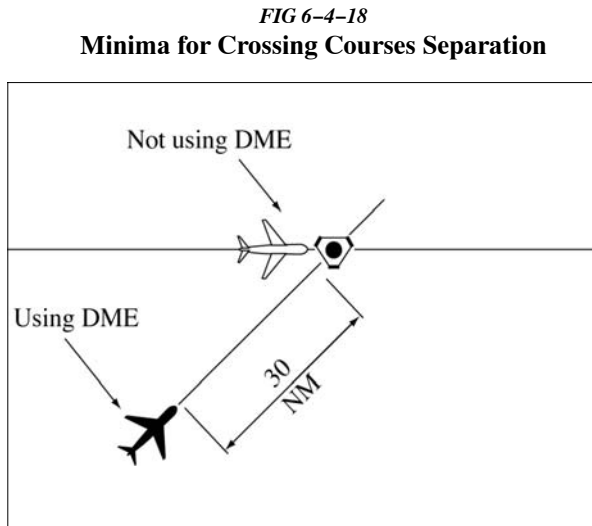 FIG 6–4–18
Minima for Crossing Courses Separation
Not using DME
Using DME
30
NM